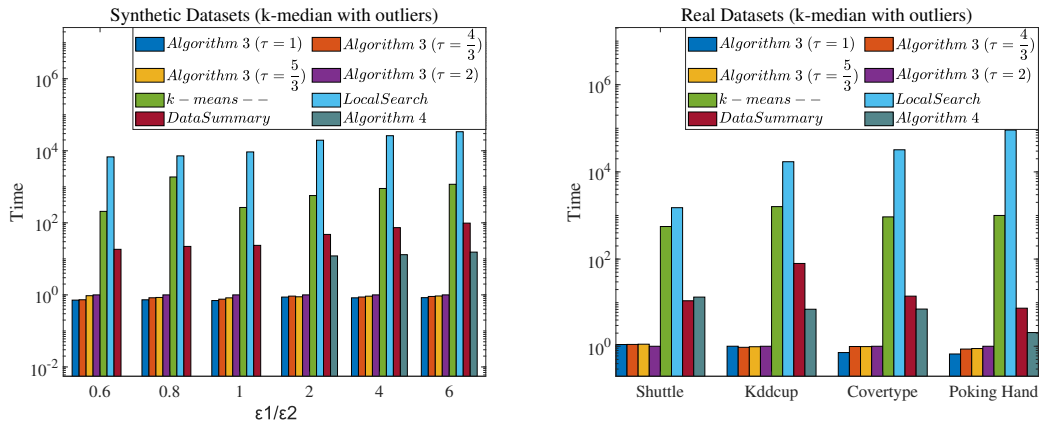 Synthetic Datasets (k-median with outliers)
Algorithm 3 (τ = 1)
Algorithm 3 (τ = 4/3)
Algorithm 3 (τ = 5/3)
Algorithm 3 (τ = 2)
k − means − −
LocalSearch
DataSummary
Algorithm 4
Time
10^6
10^4
10^2
10^0
10^-2
0.6 0.8 1 2 4 6
ε1/ε2
Real Datasets (k-median with outliers)
Algorithm 3 (τ = 1)
Algorithm 3 (τ = 4/3)
Algorithm 3 (τ = 5/3)
Algorithm 3 (τ = 2)
k − means − −
LocalSearch
DataSummary
Algorithm 4
Time
10^6
10^4
10^2
10^0
Shuttle Kddcup Covertype Poking Hand